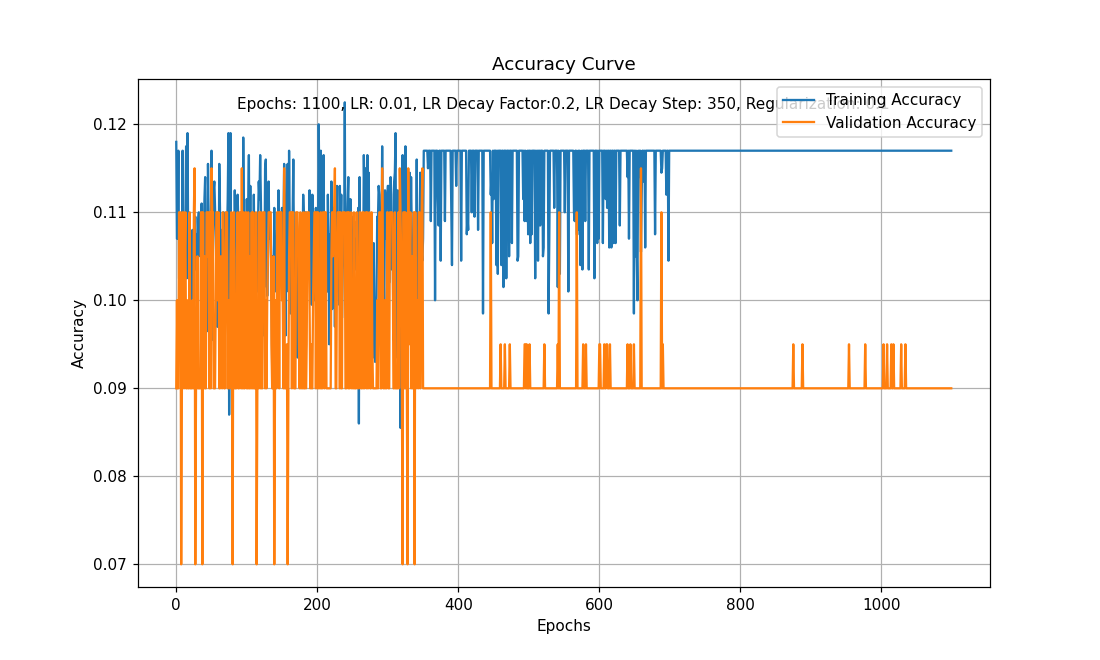 Accuracy Curve
Epochs: 1100, LR: 0.01, LR Decay Factor:0.2, LR Decay Step: 350, Regularization:
Training Accuracy
Validation Accuracy
0.12
0.11
0.10
0.09
0.08
0.07
Accuracy
0 200 400 600 800 1000
Epochs